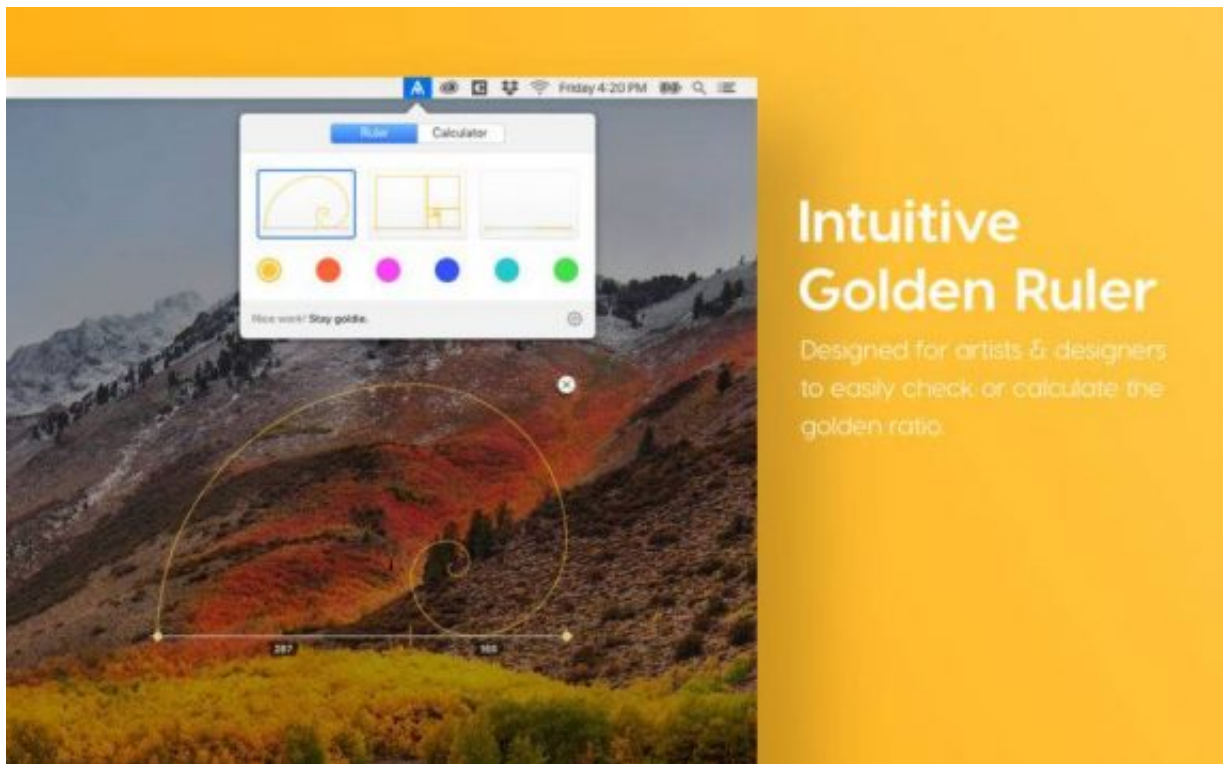 Friday 4:20 PM
Ruler Calculator
Nice work! Stay goldie.
Intuitive
Golden Ruler
Designed for artists & designers
to easily check or calculate the
golden ratio.
267